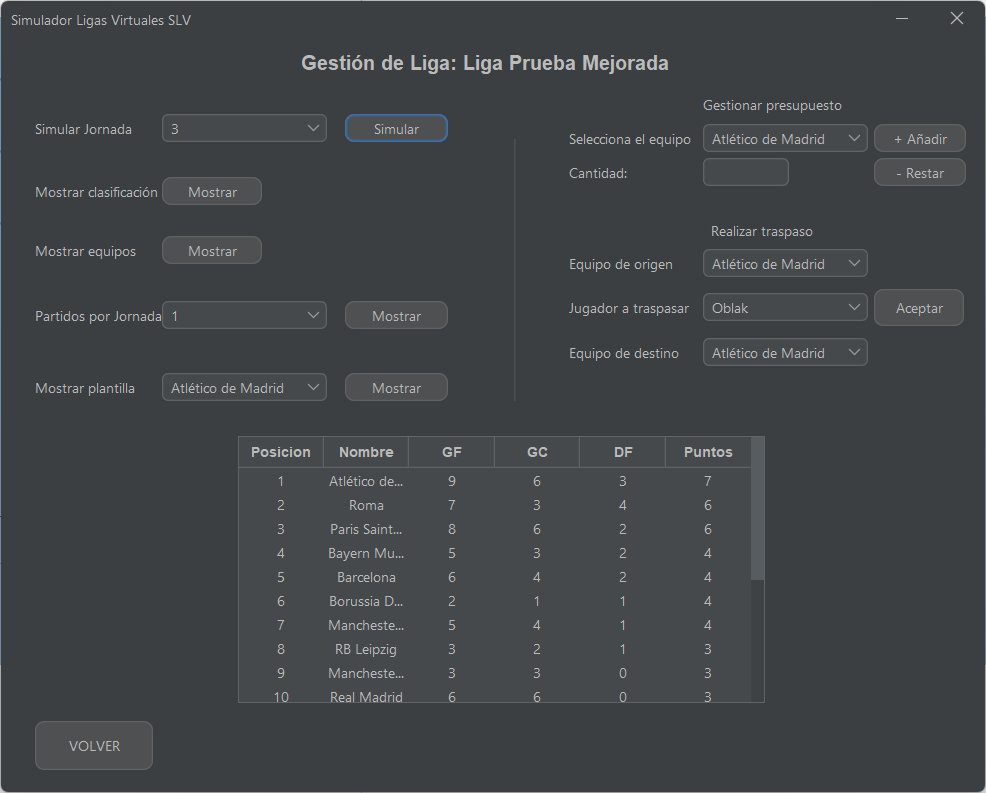 Simulador Ligas Virtuales SLV
Gestión de Liga: Liga Prueba Mejorada
Simular Jornada 3 Simular
Mostrar clasificación Mostrar
Mostrar equipos Mostrar
Partidos por Jornada 1 Mostrar
Mostrar plantilla Atlético de Madrid Mostrar
Gestionar presupuesto
Selecciona el equipo Atlético de Madrid + Añadir
Cantidad: - Restar
Realizar traspaso
Equipo de origen Atlético de Madrid
Jugador a traspasar Oblak Aceptar
Equipo de destino Atlético de Madrid
Posicion Nombre GF GC DF Puntos
1 Atlético de... 9 6 3 7
2 Roma 7 3 4 6
3 Paris Saint... 8 6 2 6
4 Bayern Mu... 5 3 2 4
5 Barcelona 6 4 2 4
6 Borussia D... 2 1 1 4
7 Mancheste... 5 4 1 4
8 RB Leipzig 3 2 1 3
9 Mancheste... 3 3 0 3
10 Real Madrid 6 6 0 3
VOLVER